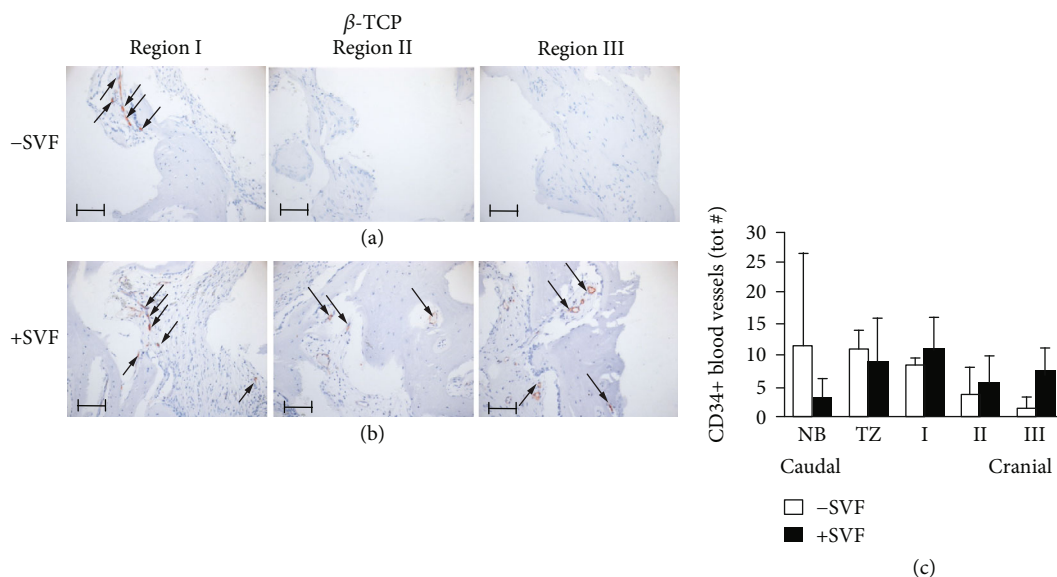 β-TCP
Region I
Region II
Region III
−SVF
(a)
+SVF
(b)
CD34+ blood vessels (tot #)
30
25
20
15
10
5
0
NB TZ I II III
Caudal Cranial
−SVF
+SVF
(c)